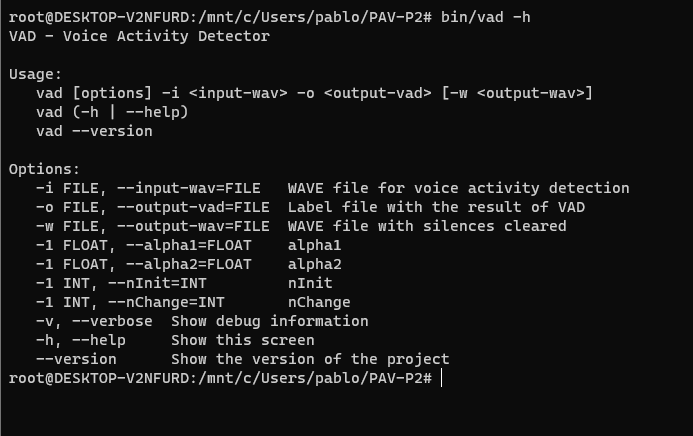 root@DESKTOP-V2NFURD:/mnt/c/Users/pablo/PAV-P2# bin/vad -h
VAD - Voice Activity Detector

Usage:
   vad [options] -i <input-wav> -o <output-vad> [-w <output-wav>]
   vad (-h | --help)
   vad --version

Options:
   -i FILE, --input-wav=FILE   WAVE file for voice activity detection
   -o FILE, --output-vad=FILE  Label file with the result of VAD
   -w FILE, --output-wav=FILE  WAVE file with silences cleared
   -1 FLOAT, --alpha1=FLOAT    alpha1
   -1 FLOAT, --alpha2=FLOAT    alpha2
   -1 INT, --nInit=INT         nInit
   -1 INT, --nChange=INT       nChange
   -v, --verbose  Show debug information
   -h, --help     Show this screen
   --version      Show the version of the project
root@DESKTOP-V2NFURD:/mnt/c/Users/pablo/PAV-P2#